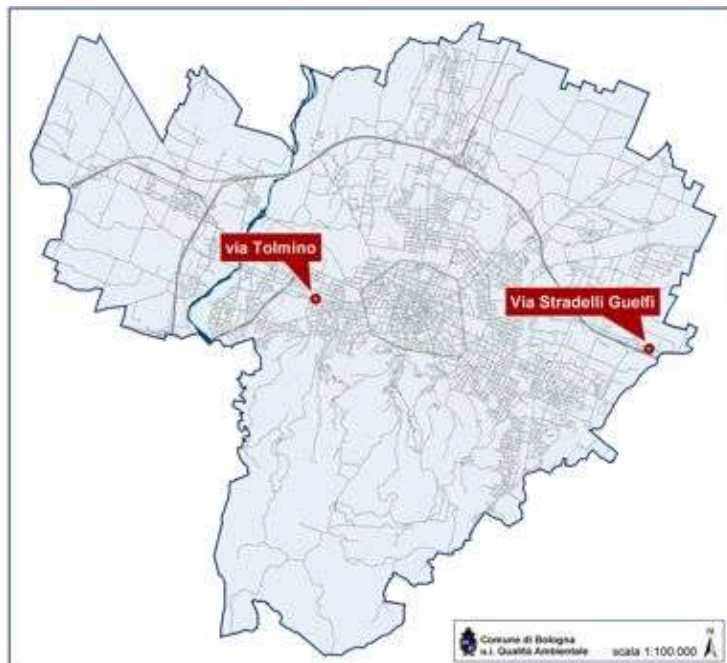 via Tolmino
Via Stradelli Guelfi
Comune di Bologna
u.i. Qualità Ambientale
scala 1:100.000
N